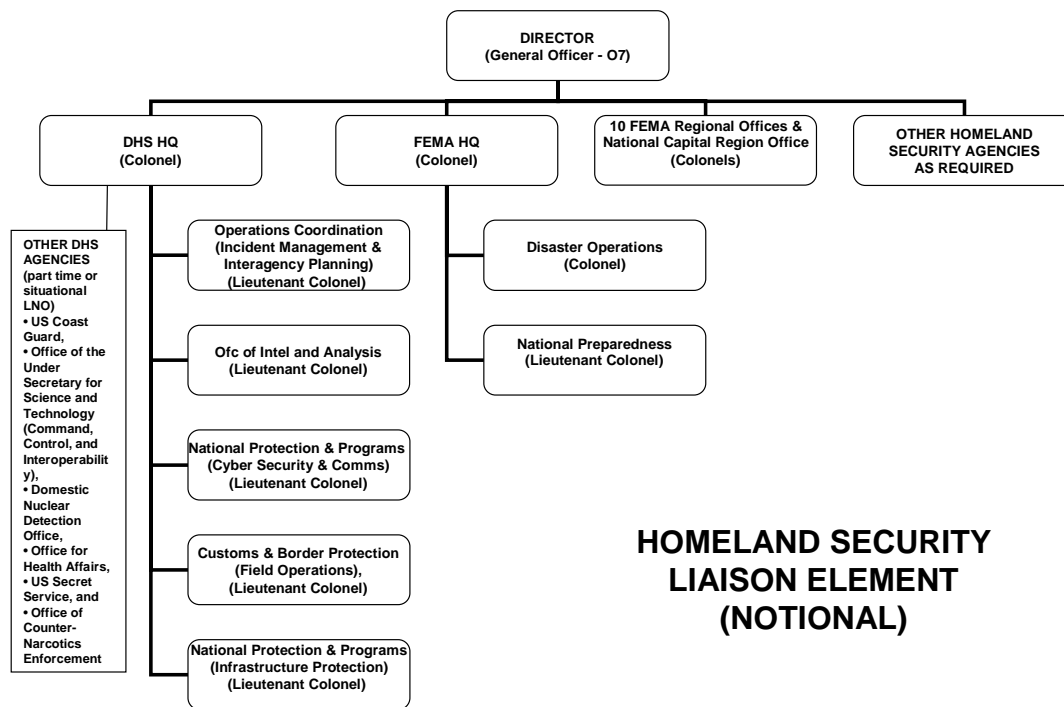 DIRECTOR
(General Officer - O7)
DHS HQ
(Colonel)
FEMA HQ
(Colonel)
10 FEMA Regional Offices &
National Capital Region Office
(Colonels)
OTHER HOMELAND
SECURITY AGENCIES
AS REQUIRED
OTHER DHS
AGENCIES
(part time or
situational
LNO)
• US Coast
Guard,
• Office of the
Under
Secretary for
Science and
Technology
(Command,
Control, and
Interoperabilit
y),
• Domestic
Nuclear
Detection
Office,
• Office for
Health Affairs,
• US Secret
Service, and
• Office of
Counter-
Narcotics
Enforcement
Operations Coordination
(Incident Management &
Interagency Planning)
(Lieutenant Colonel)
Ofc of Intel and Analysis
(Lieutenant Colonel)
National Protection & Programs
(Cyber Security & Comms)
(Lieutenant Colonel)
Customs & Border Protection
(Field Operations),
(Lieutenant Colonel)
National Protection & Programs
(Infrastructure Protection)
(Lieutenant Colonel)
Disaster Operations
(Colonel)
National Preparedness
(Lieutenant Colonel)
HOMELAND SECURITY
LIAISON ELEMENT
(NOTIONAL)